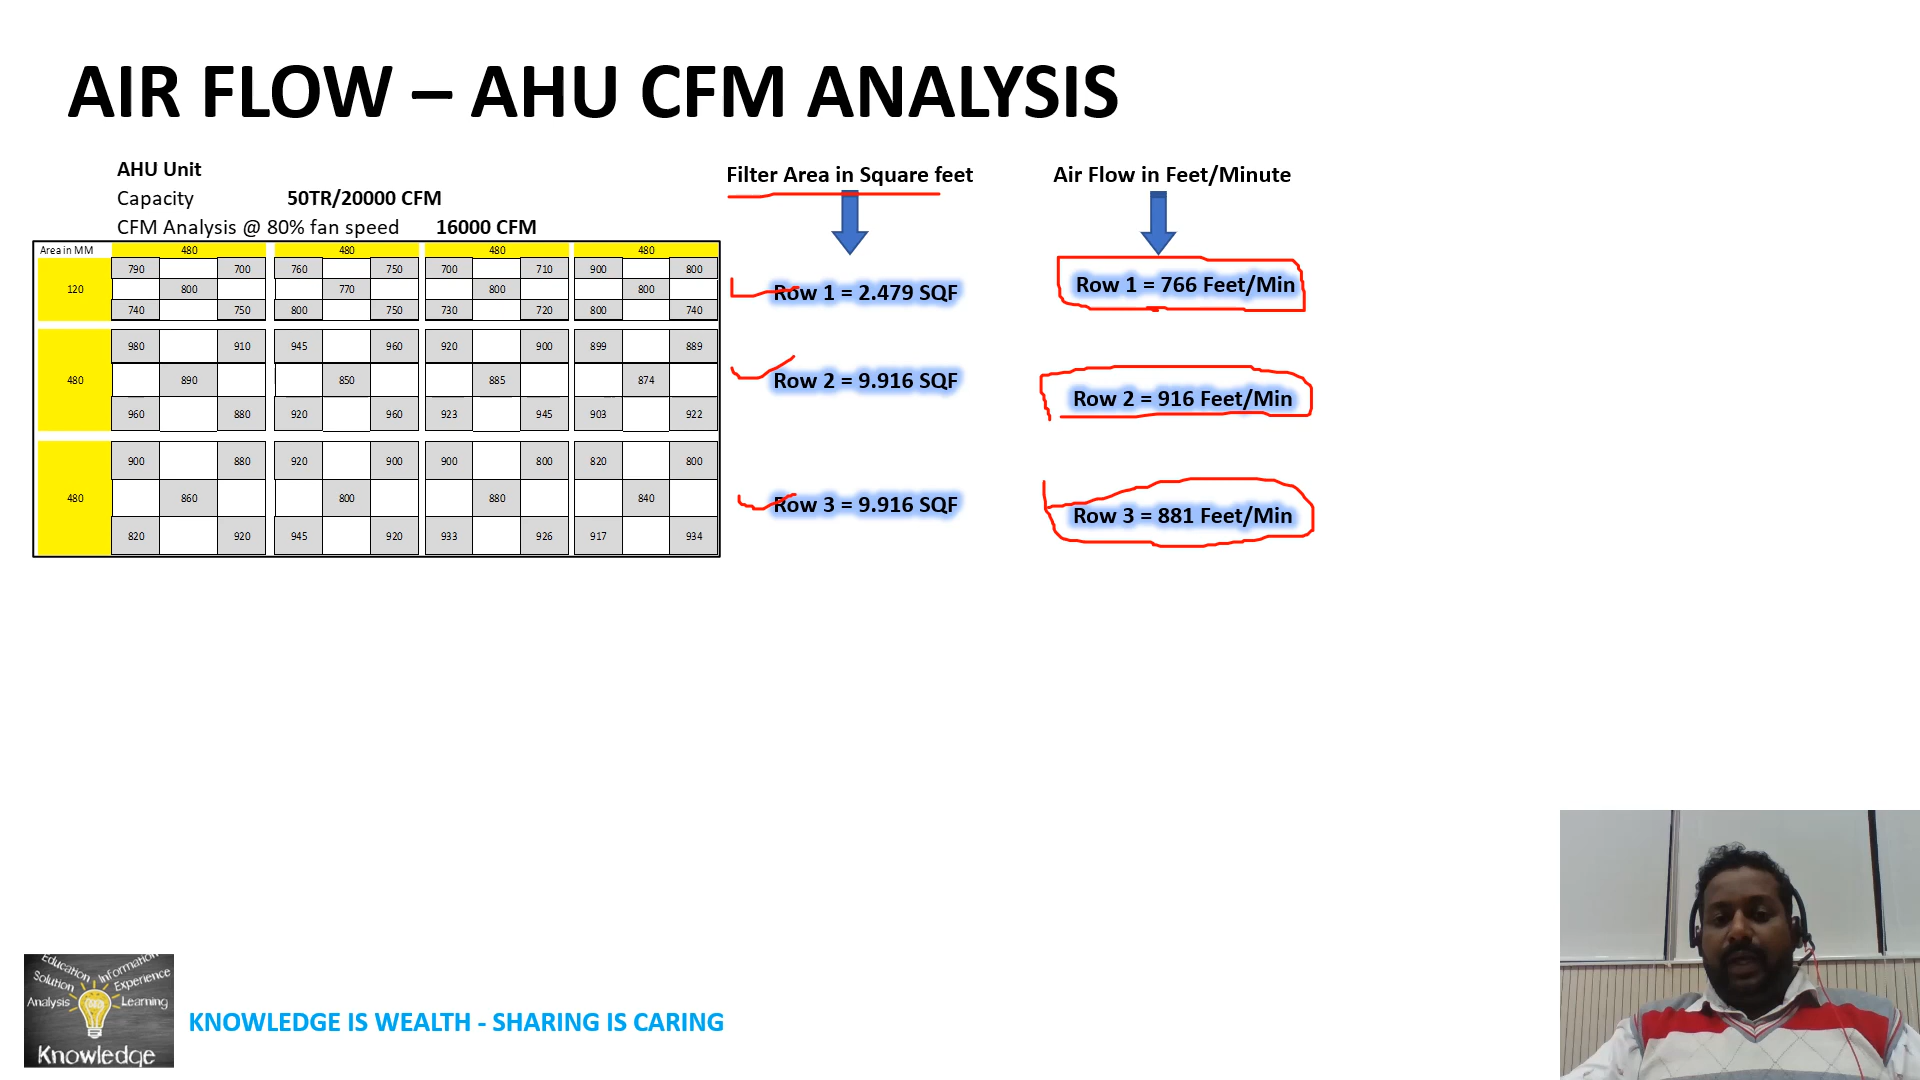 AIR FLOW – AHU CFM ANALYSIS
AHU Unit
Capacity 50TR/20000 CFM
CFM Analysis @ 80% fan speed 16000 CFM
Filter Area in Square feet
Air Flow in Feet/Minute
Area in MM 480 480 480 480
790 700 760 750 700 710 900 800
120 800 770 800 800
740 750 800 750 730 720 800 740
980 910 945 960 920 900 899 889
480 890 850 885 874
960 880 920 960 923 945 903 922
900 880 920 900 900 800 820 800
480 860 800 880 840
820 920 945 920 933 926 917 934
Row 1 = 2.479 SQF
Row 2 = 9.916 SQF
Row 3 = 9.916 SQF
Row 1 = 766 Feet/Min
Row 2 = 916 Feet/Min
Row 3 = 881 Feet/Min
Education Information
Solution Experience
Analysis Learning
Knowledge
KNOWLEDGE IS WEALTH - SHARING IS CARING